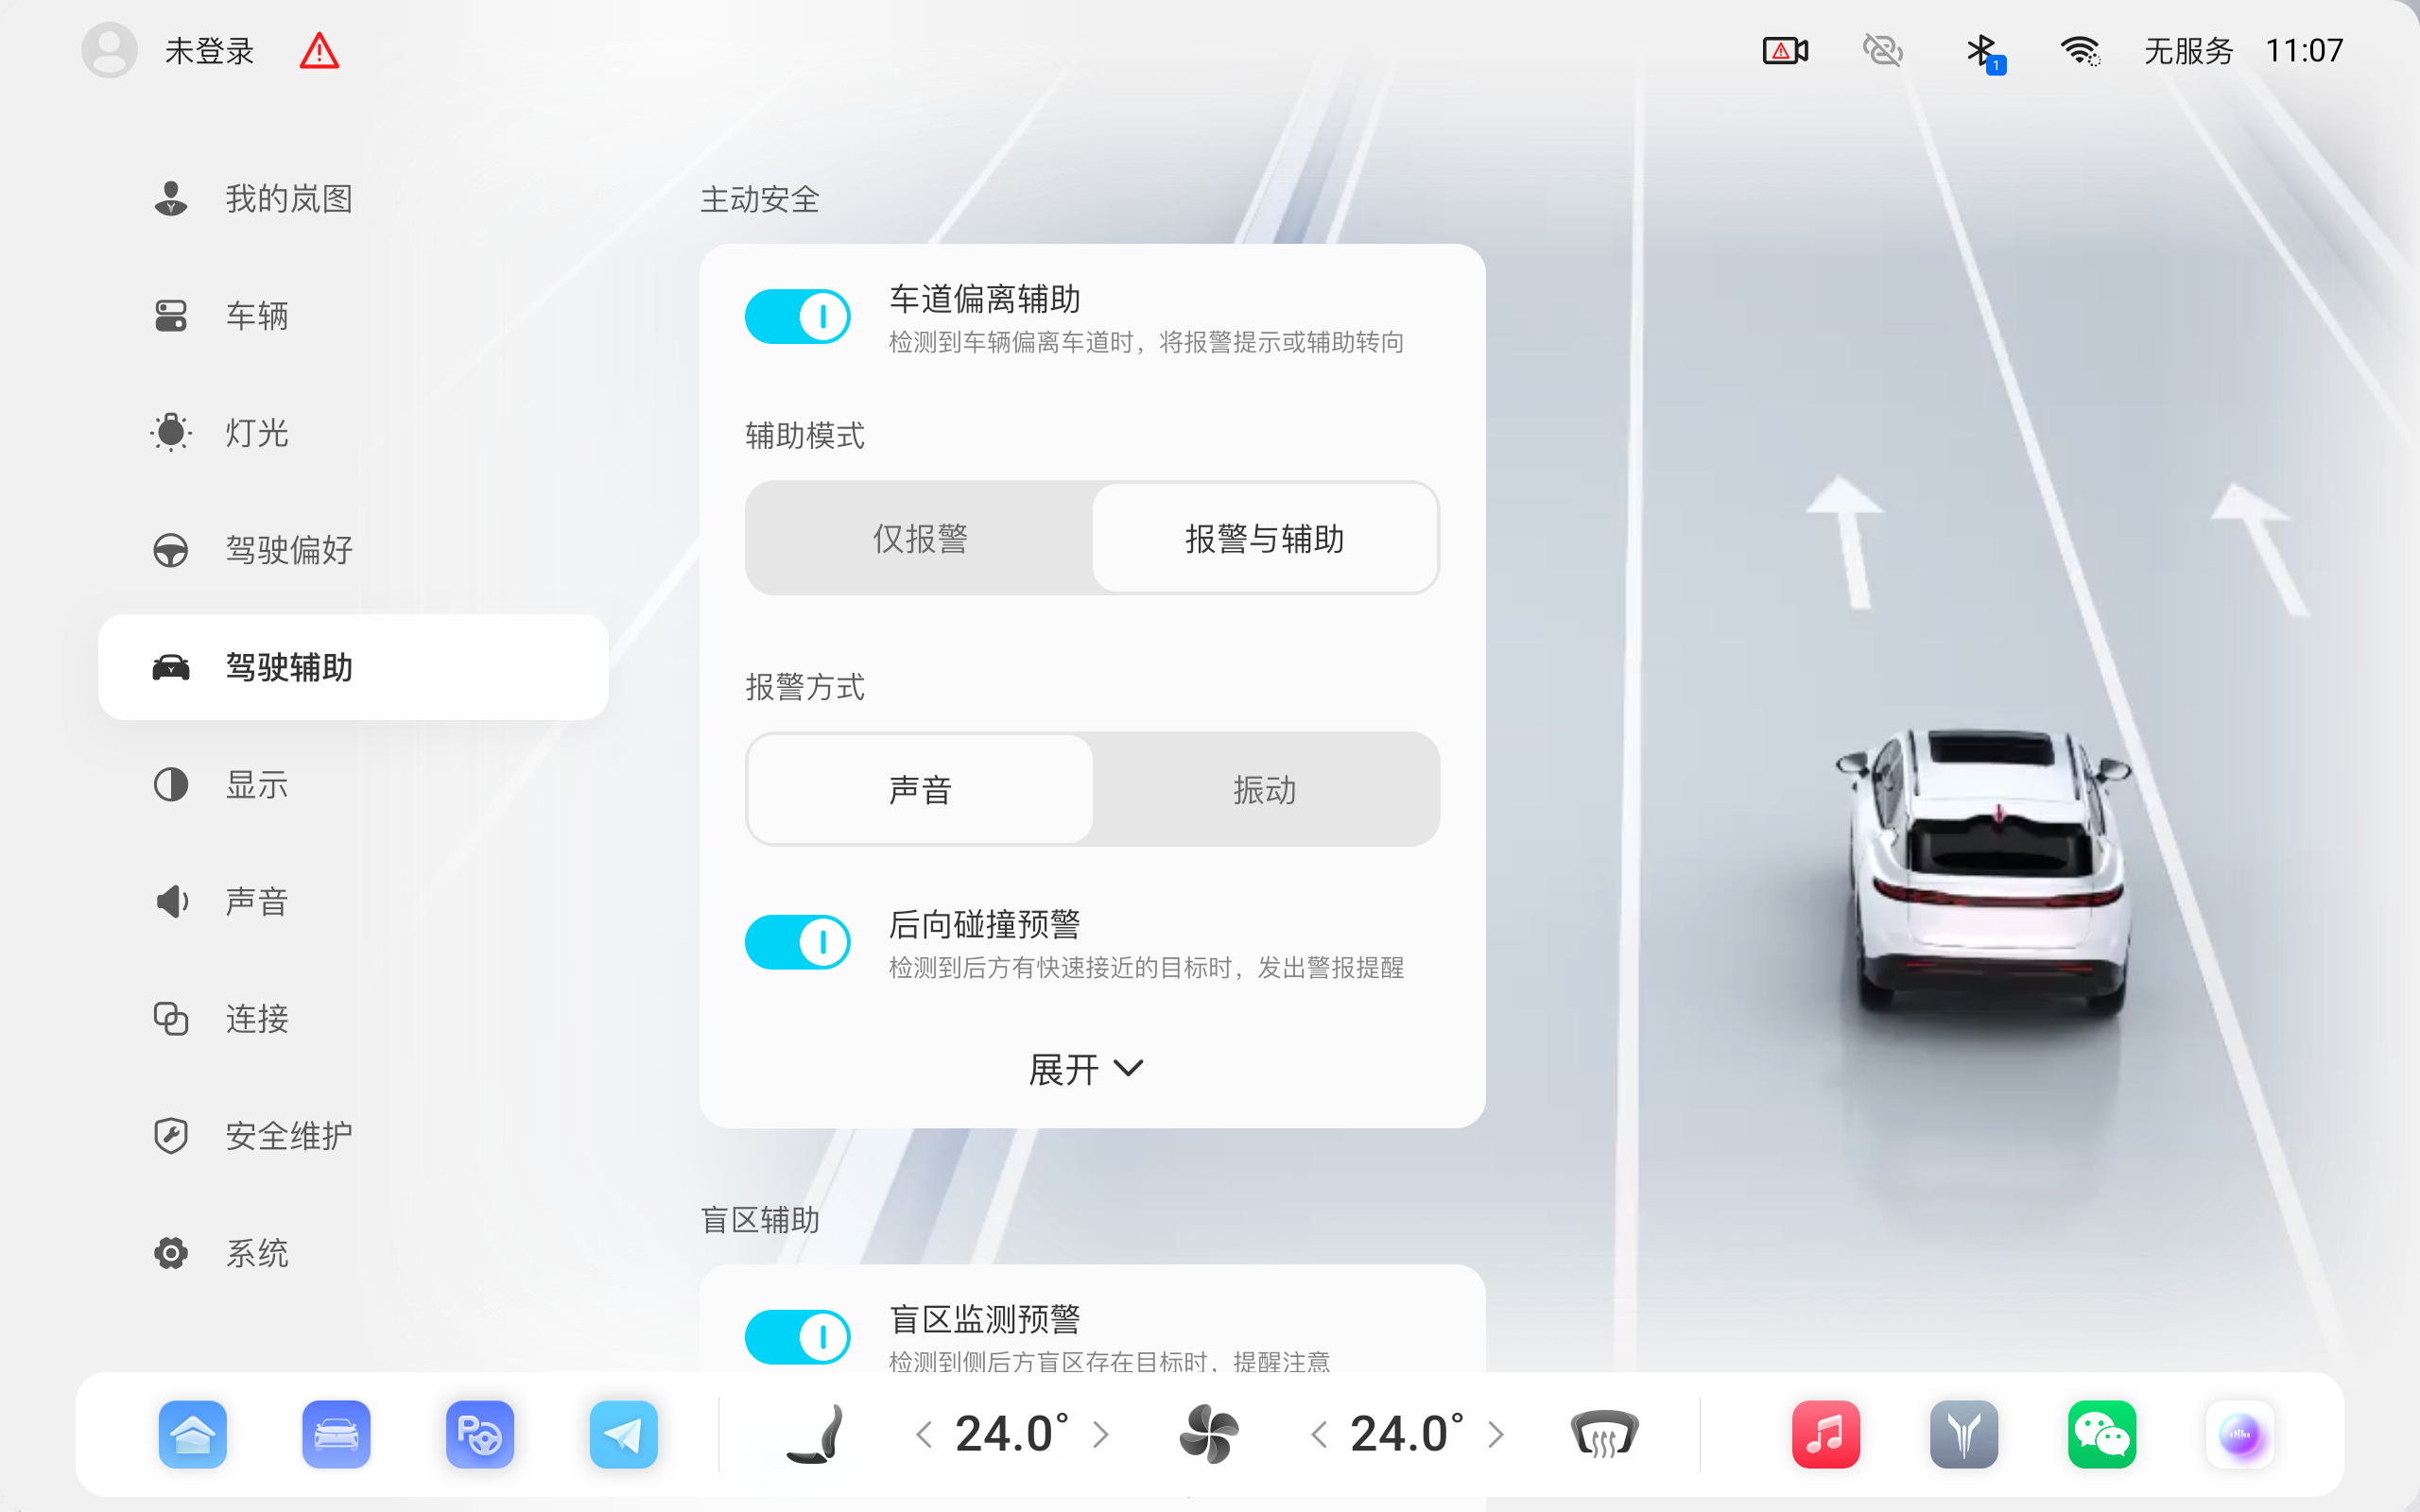 未登录
1
无服务 11:07
我的岚图
车辆
灯光
驾驶偏好
驾驶辅助
显示
声音
连接
安全维护
系统
主动安全
车道偏离辅助
检测到车辆偏离车道时，将报警提示或辅助转向
辅助模式
仅报警
报警与辅助
报警方式
声音
振动
后向碰撞预警
检测到后方有快速接近的目标时，发出警报提醒
展开
盲区辅助
盲区监测预警
检测到侧后方盲区存在目标时，提醒注意
P
24.0°
24.0°